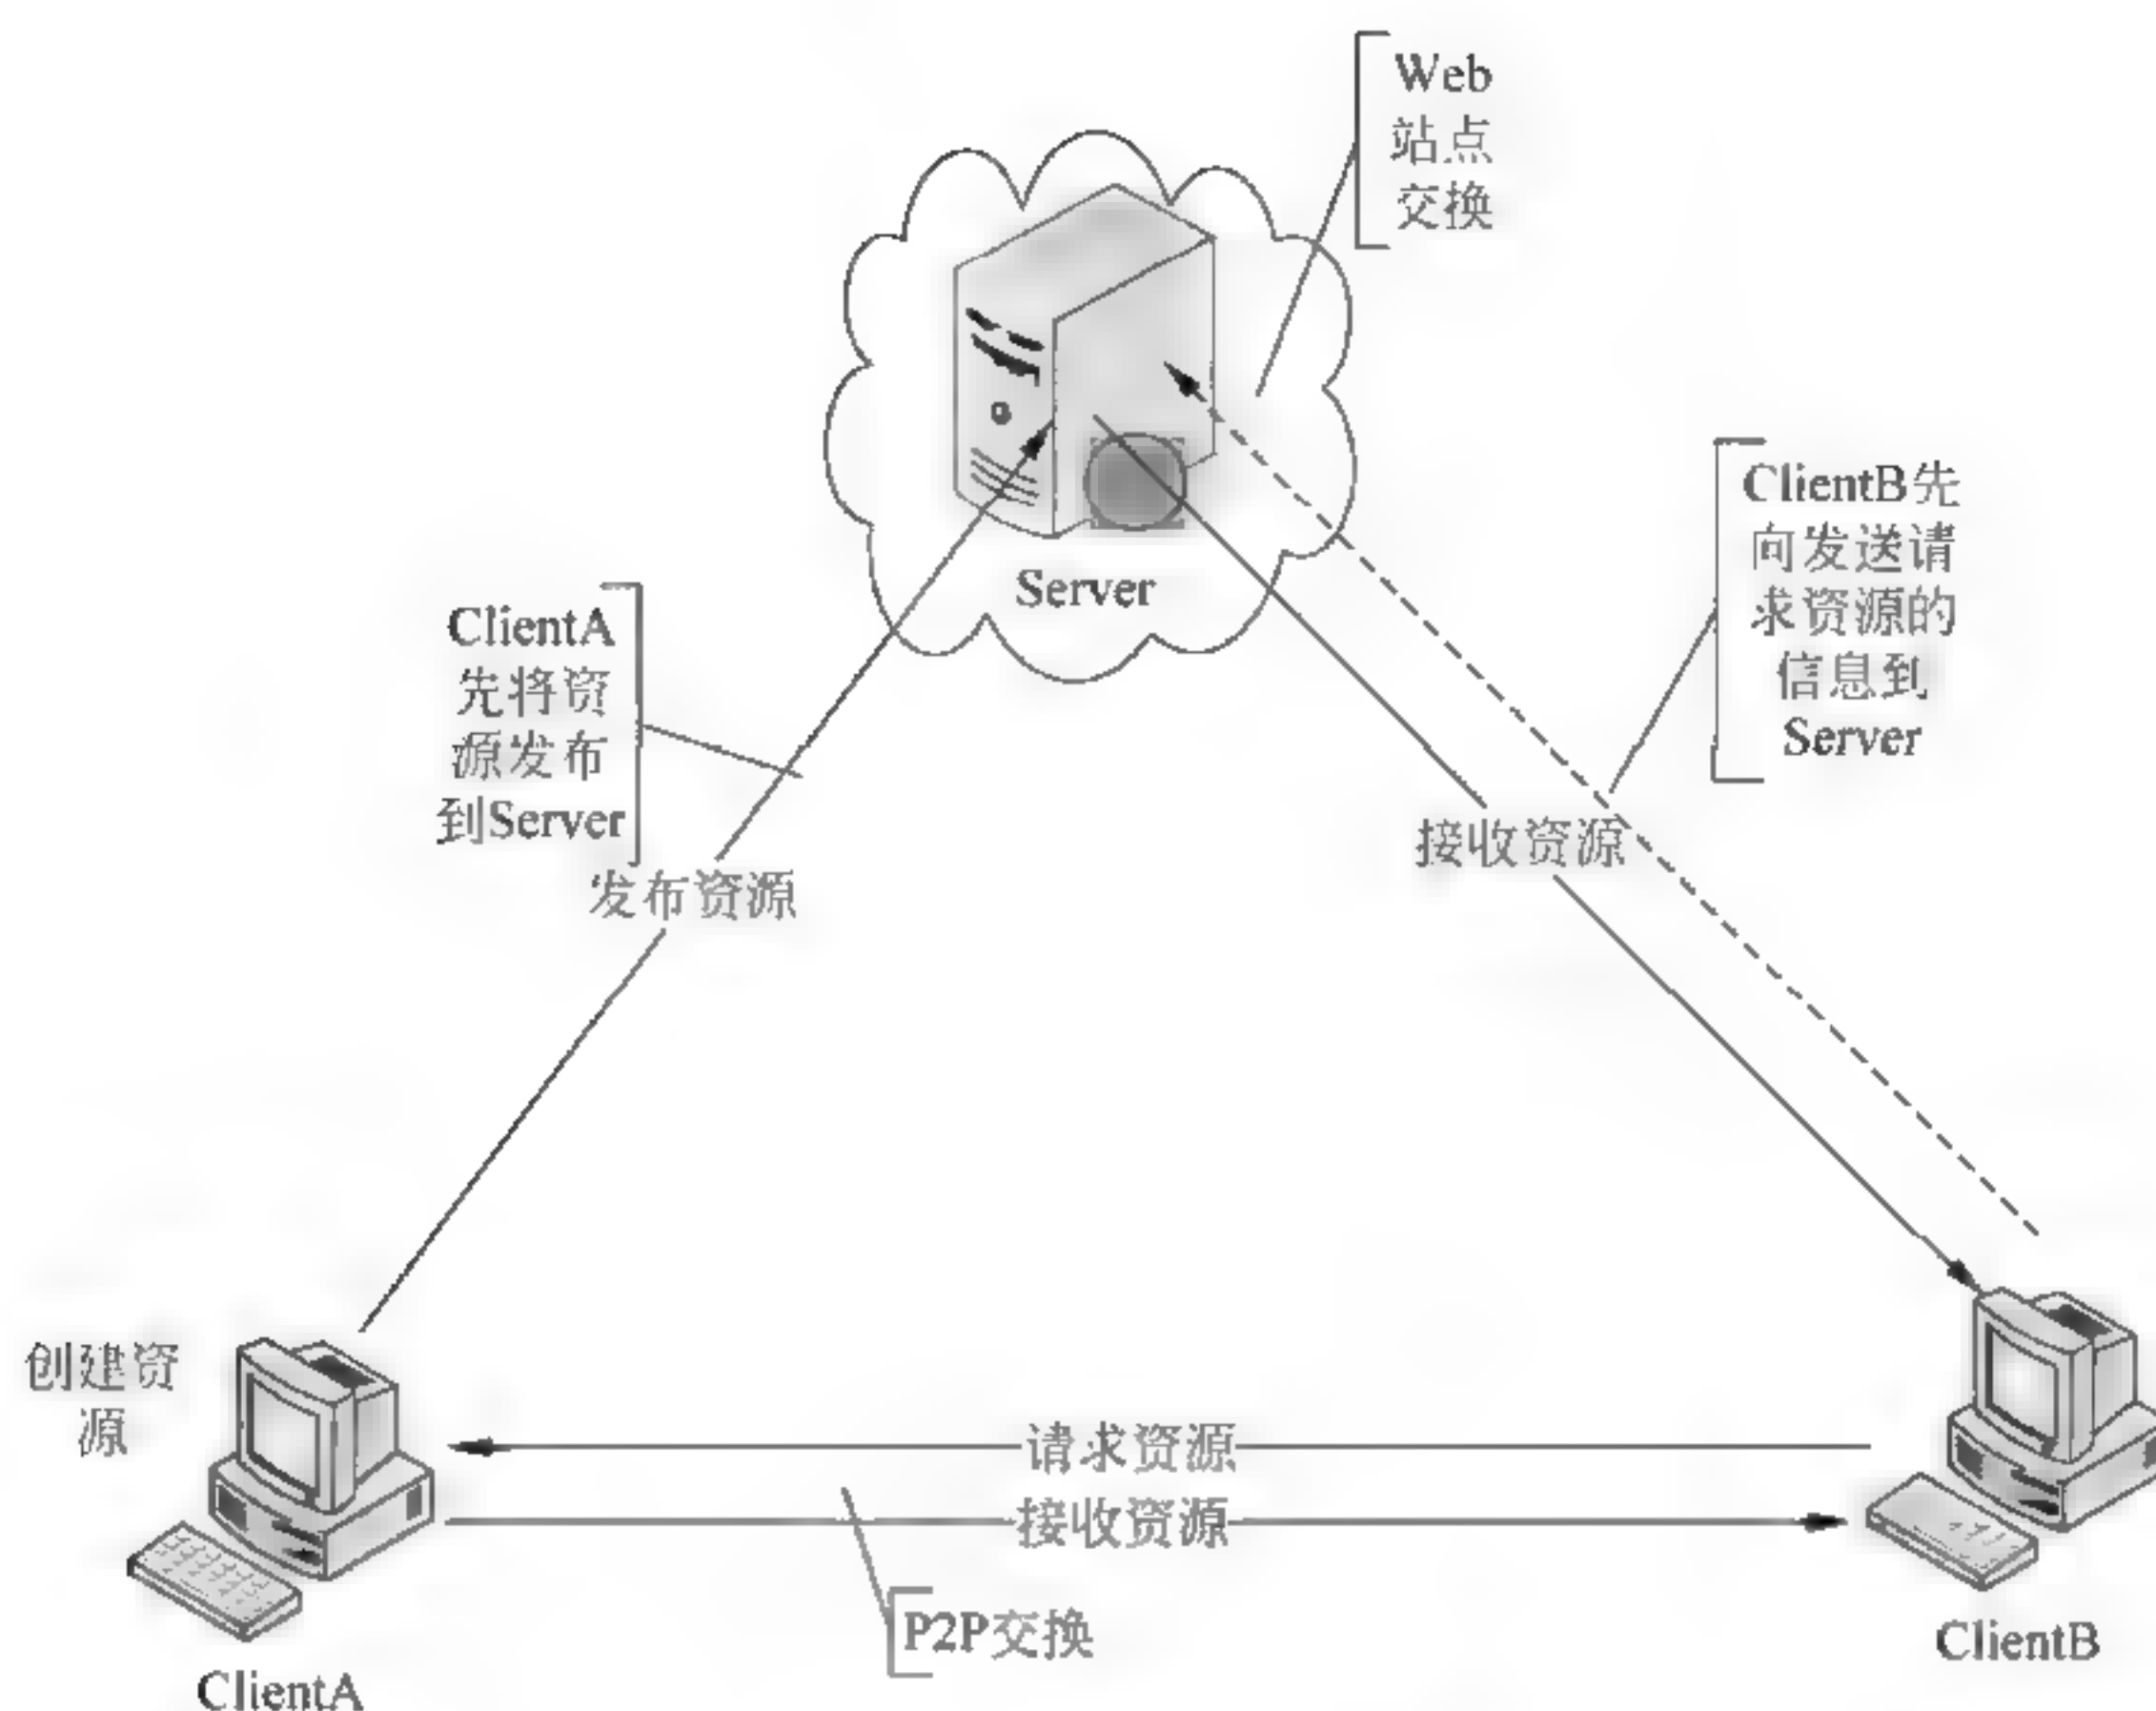 Web
站点
交换
Server
ClientB先
向发送请
求资源的
信息到
Server
ClientA
先将资
源发布
到Server
发布资源
接收资源
创建资
源
请求资源
接收资源
P2P交换
ClientA
ClientB